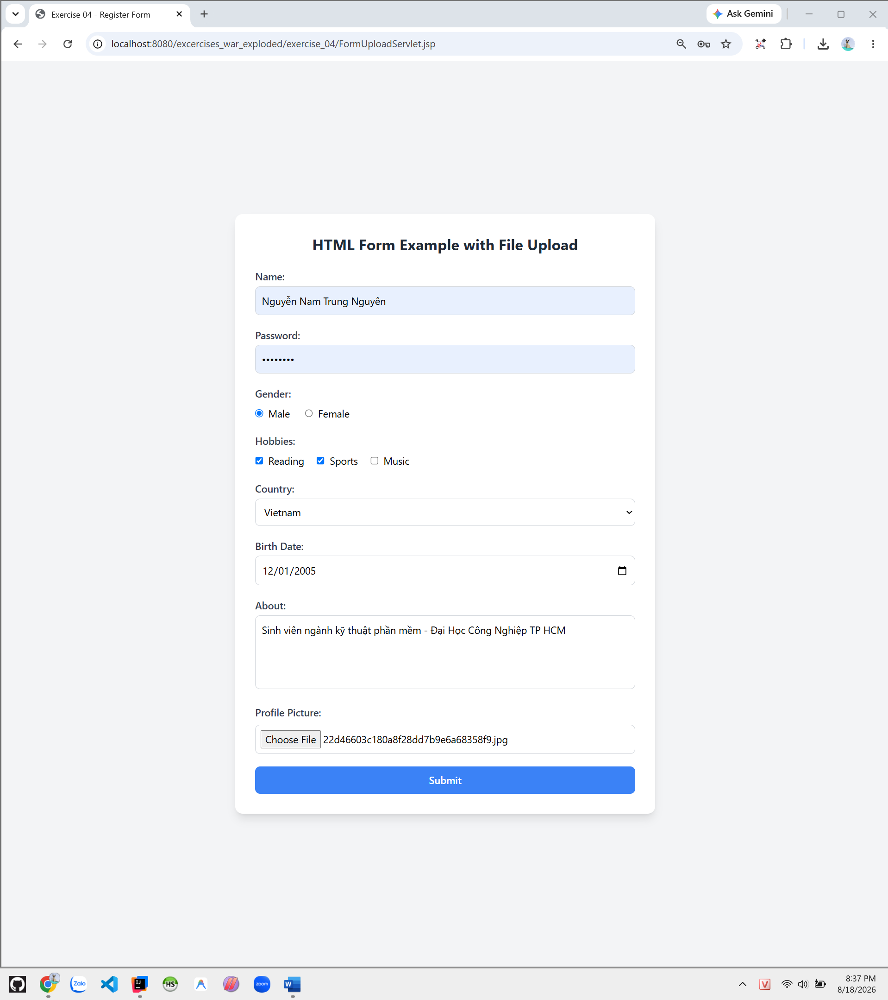 Exercise 04 - Register Form
Ask Gemini
localhost:8080/excercises_war_exploded/exercise_04/FormUploadServlet.jsp
HTML Form Example with File Upload
Name:
Nguyễn Nam Trung Nguyên
Password:
••••••••
Gender:
Male Female
Hobbies:
Reading Sports Music
Country:
Vietnam
Birth Date:
12/01/2005
About:
Sinh viên ngành kỹ thuật phần mềm - Đại Học Công Nghiệp TP HCM
Profile Picture:
Choose File 22d46603c180a8f28dd7b9e6a68358f9.jpg
Submit
Zalo IJ HS zoom W V 8:37 PM
8/18/2026